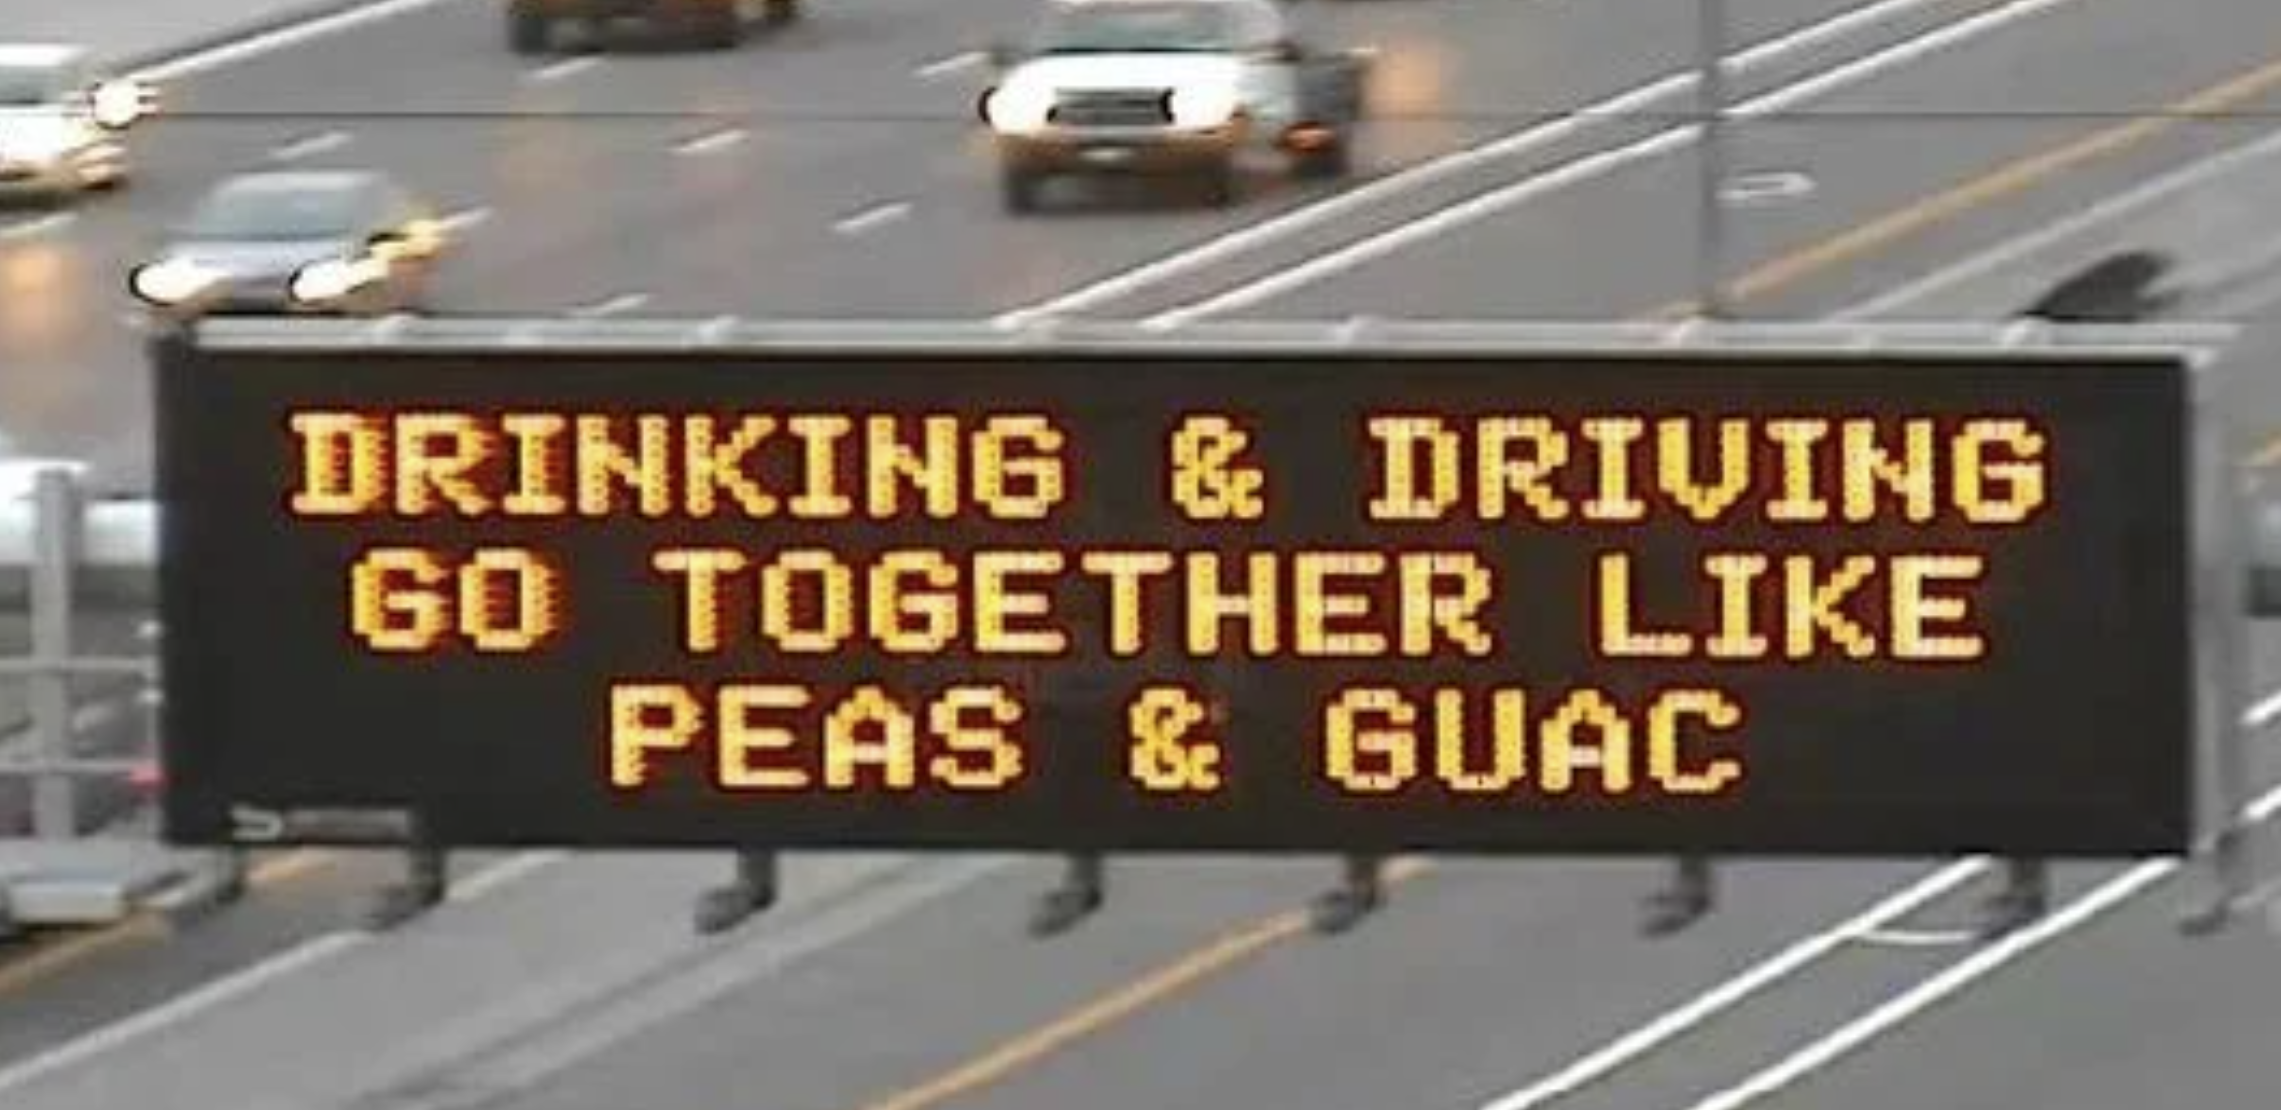 DRINKING & DRIVING
GO TOGETHER LIKE
PEAS & GUAC